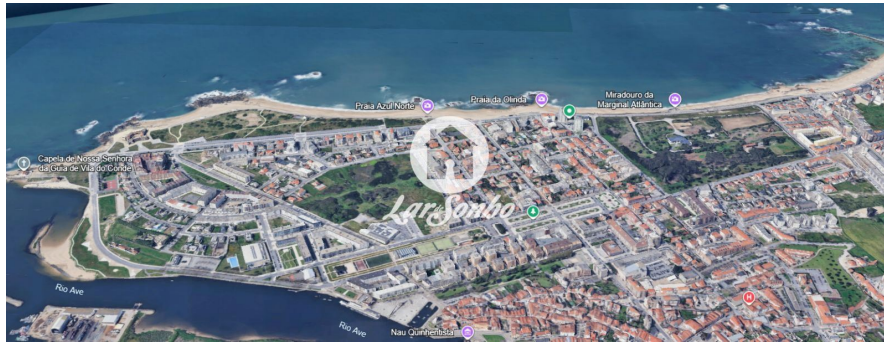 Praia Azul Norte
Praia da Olinda
Miradouro da
Marginal Atlântica
Capela de Nossa Senhora
da Guia de Vila do Conde
LarSonho
Rio Ave
Rio Ave
Nau Quinhentista
H